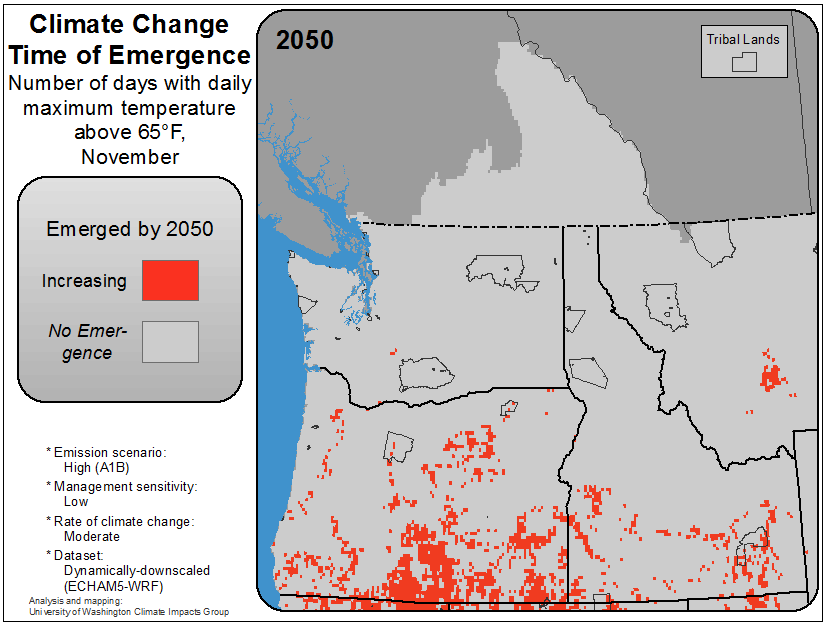 Climate Change
Time of Emergence
Number of days with daily
maximum temperature
above 65°F,
November
Emerged by 2050
Increasing
No Emer-
gence
* Emission scenario:
High (A1B)
* Management sensitivity:
Low
* Rate of climate change:
Moderate
* Dataset:
Dynamically-downscaled
(ECHAM5-WRF)
Analysis and mapping:
University of Washington Climate Impacts Group
2050
Tribal Lands